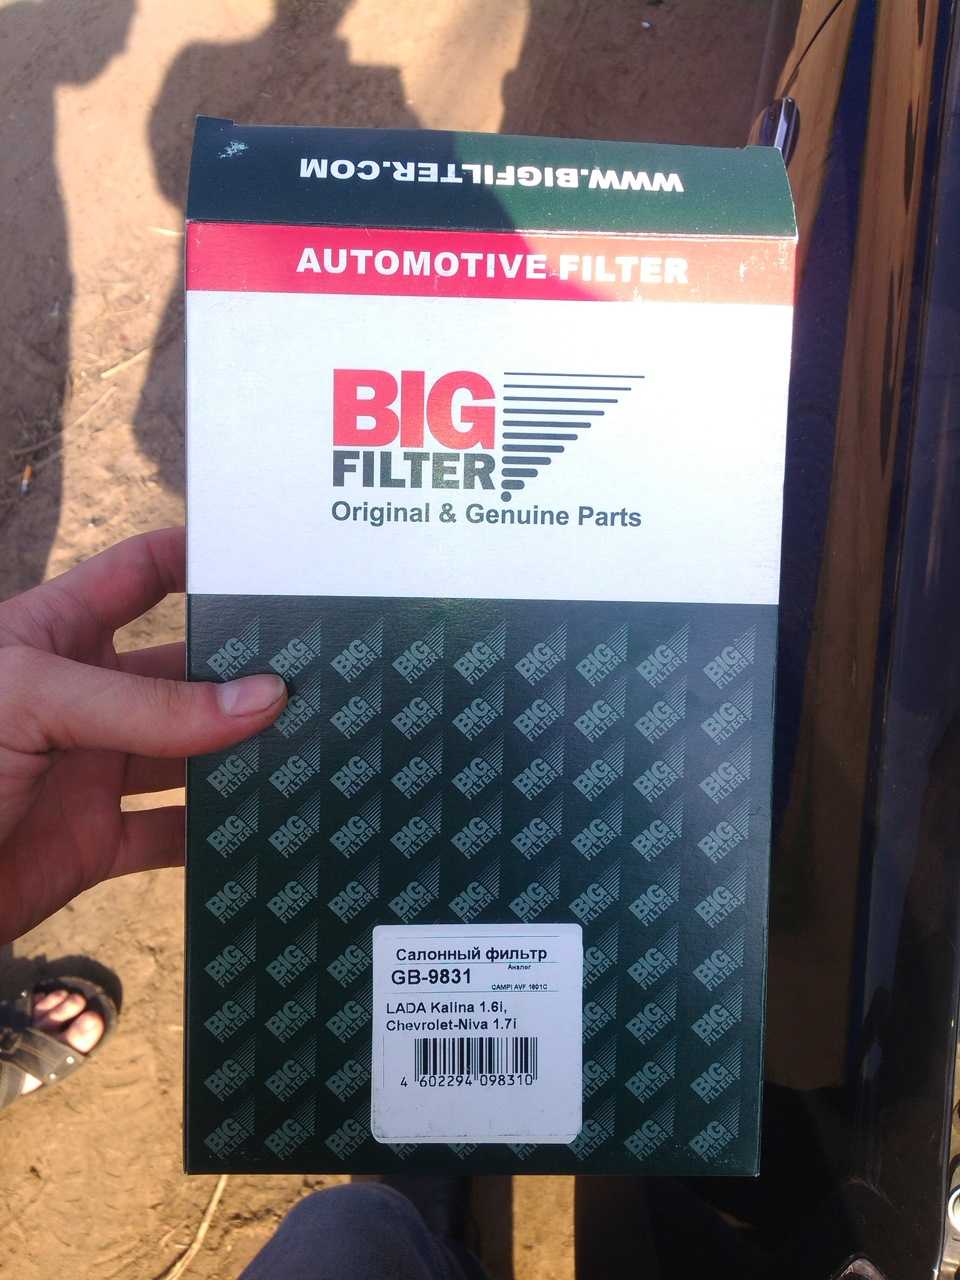 WWW.BIGFILTER.COM
AUTOMOTIVE FILTER
BIG
FILTER
Original & Genuine Parts
Салонный фильтр
Аналог
GB-9831
CAMPI AVF 1601C
LADA Kalina 1.6i,
Chevrolet-Niva 1.7i
4 602294 098310